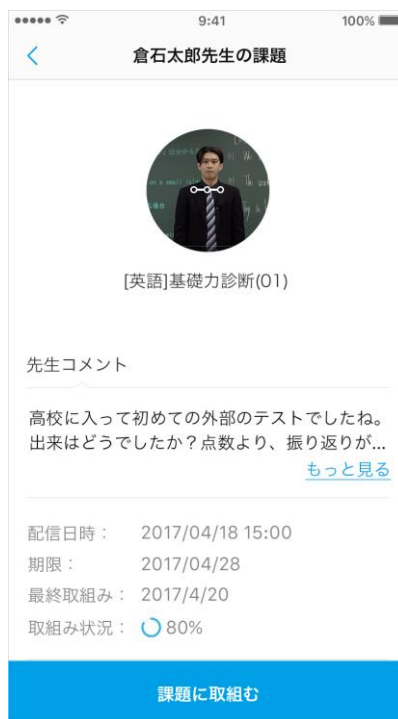 9:41
100%
倉石太郎先生の課題
[英語]基礎力診断(01)
先生コメント
高校に入って初めての外部のテストでしたね。
出来はどうでしたか？点数より、振り返りが...
もっと見る
配信日時： 2017/04/18 15:00
期限： 2017/04/28
最終取組み： 2017/4/20
取組み状況： 80%
課題に取組む